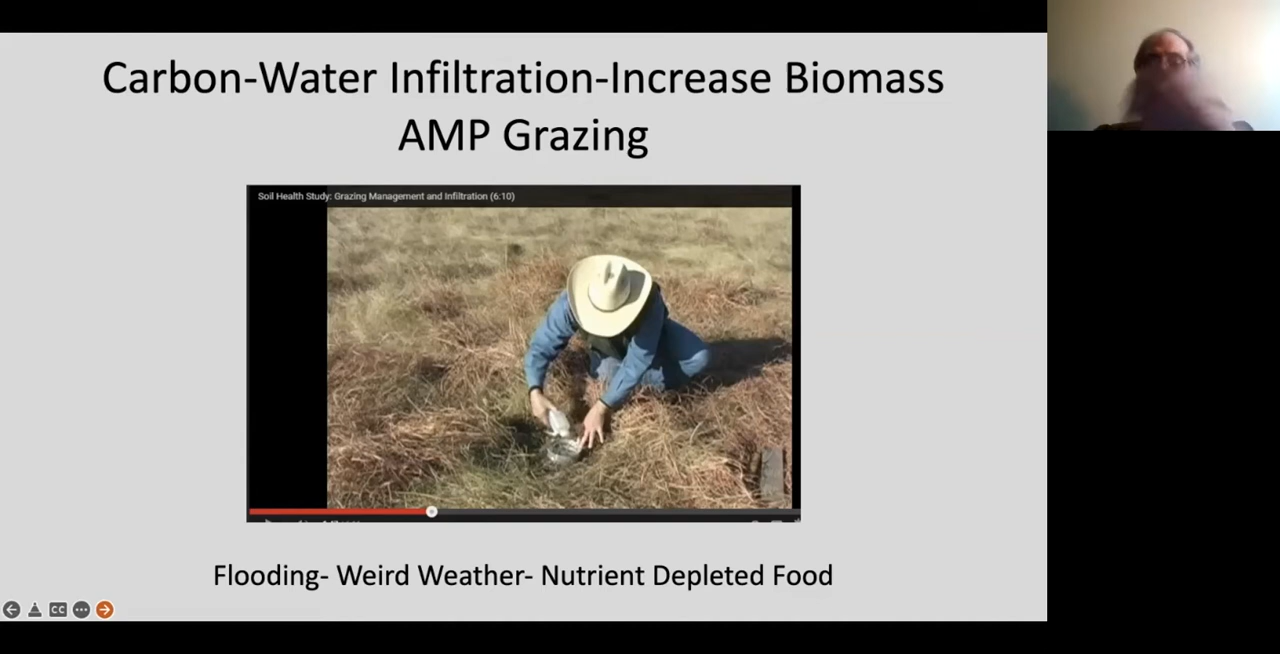 Carbon-Water Infiltration-Increase Biomass
AMP Grazing
Soil Health Study: Grazing Management and Infiltration (6:10)
Flooding- Weird Weather- Nutrient Depleted Food
CC